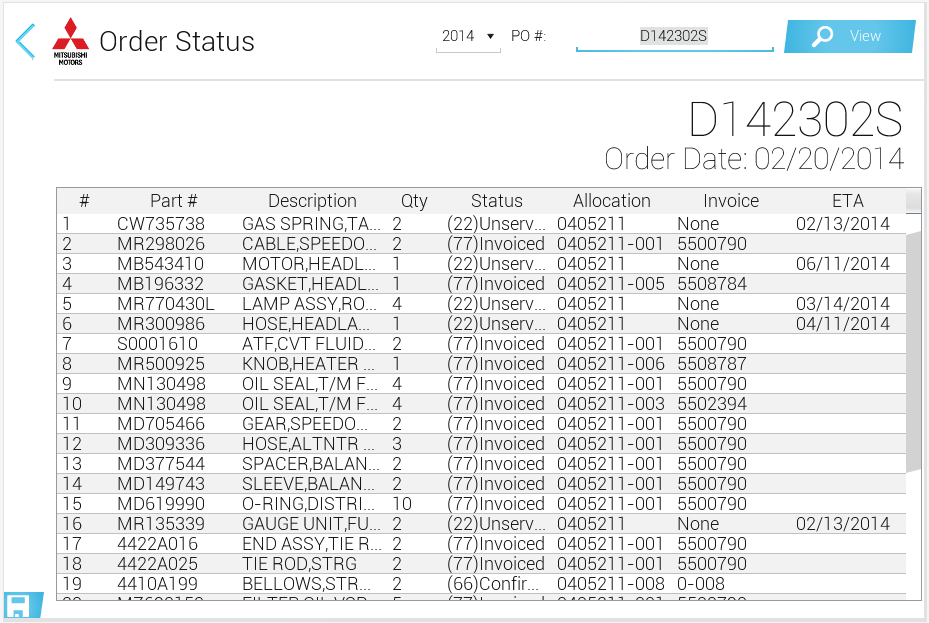 MITSUBISHI
MOTORS
Order Status
2014 ▼ PO #: D142302S View
D142302S
Order Date: 02/20/2014
# Part # Description Qty Status Allocation Invoice ETA
1 CW735738 GAS SPRING,TA... 2 (22)Unserv... 0405211 None 02/13/2014
2 MR298026 CABLE,SPEEDO... 2 (77)Invoiced 0405211-001 5500790
3 MB543410 MOTOR,HEADL... 1 (22)Unserv... 0405211 None 06/11/2014
4 MB196332 GASKET,HEADL... 1 (77)Invoiced 0405211-005 5508784
5 MR770430L LAMP ASSY,RO... 4 (22)Unserv... 0405211 None 03/14/2014
6 MR300986 HOSE,HEADLA... 1 (22)Unserv... 0405211 None 04/11/2014
7 S0001610 ATF,CVT FLUID... 2 (77)Invoiced 0405211-001 5500790
8 MR500925 KNOB,HEATER ... 1 (77)Invoiced 0405211-006 5508787
9 MN130498 OIL SEAL,T/M F... 4 (77)Invoiced 0405211-001 5500790
10 MN130498 OIL SEAL,T/M F... 4 (77)Invoiced 0405211-003 5502394
11 MD705466 GEAR,SPEEDO... 2 (77)Invoiced 0405211-001 5500790
12 MD309336 HOSE,ALTNTR ... 3 (77)Invoiced 0405211-001 5500790
13 MD377544 SPACER,BALAN... 2 (77)Invoiced 0405211-001 5500790
14 MD149743 SLEEVE,BALAN... 2 (77)Invoiced 0405211-001 5500790
15 MD619990 O-RING,DISTRI... 10 (77)Invoiced 0405211-001 5500790
16 MR135339 GAUGE UNIT,FU... 2 (22)Unserv... 0405211 None 02/13/2014
17 4422A016 END ASSY,TIE R... 2 (77)Invoiced 0405211-001 5500790
18 4422A025 TIE ROD,STRG 2 (77)Invoiced 0405211-001 5500790
19 4410A199 BELLOWS,STR... 2 (66)Confir... 0405211-008 0-008